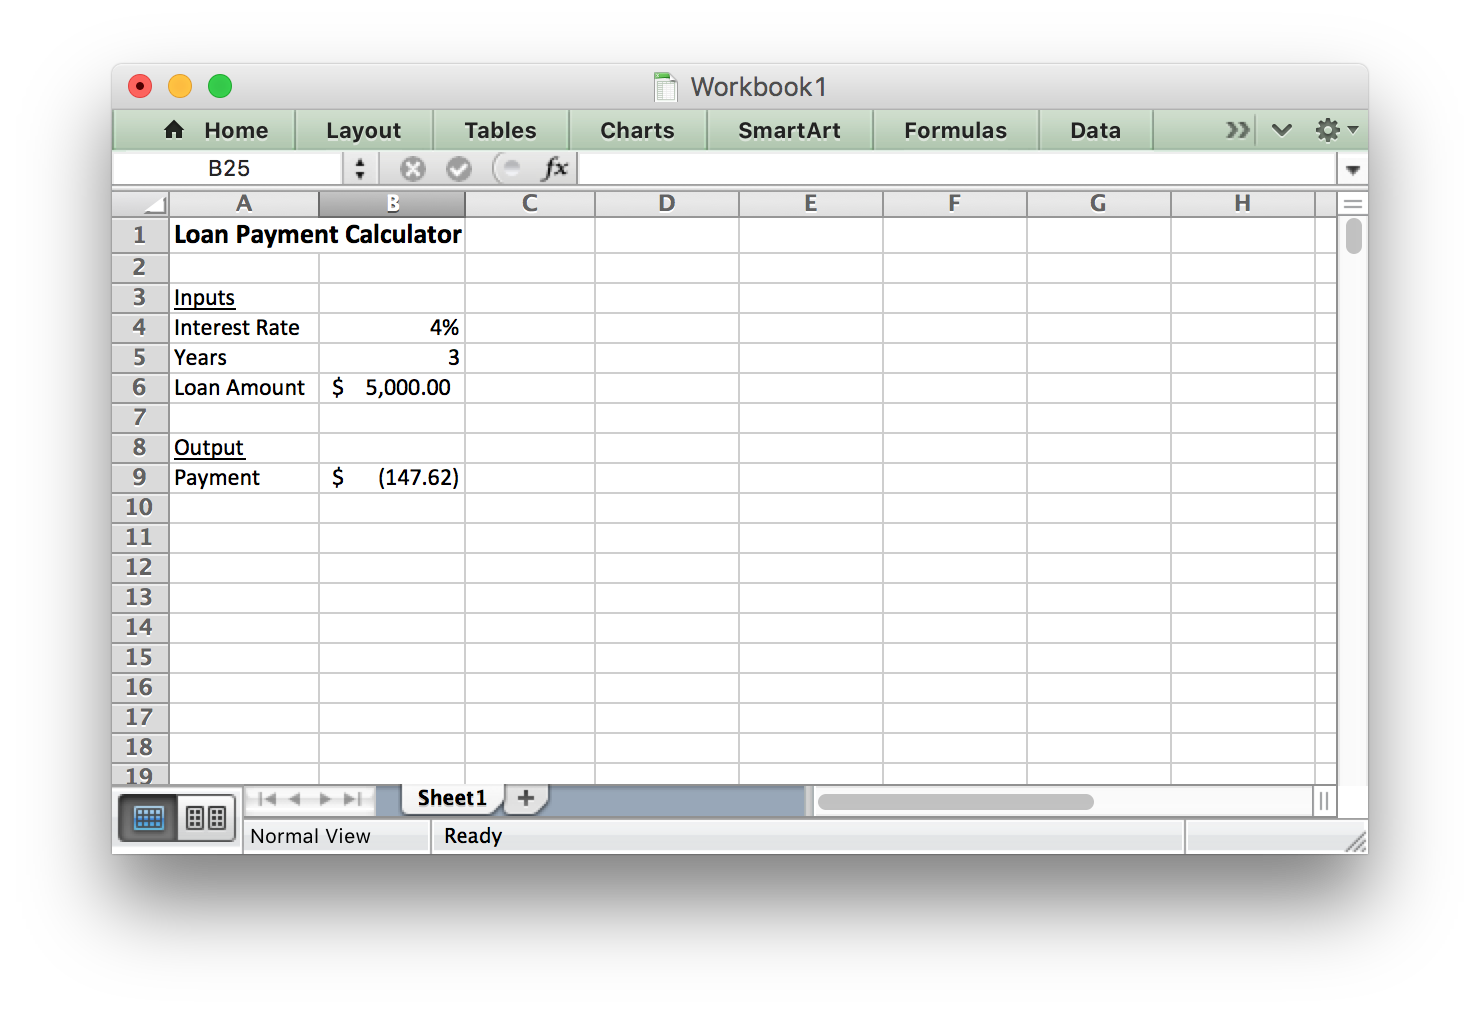 Workbook1
Home Layout Tables Charts SmartArt Formulas Data
B25 fx
A B C D E F G H
1 Loan Payment Calculator
2
3 Inputs
4 Interest Rate 4%
5 Years 3
6 Loan Amount $ 5,000.00
7
8 Output
9 Payment $ (147.62)
10
11
12
13
14
15
16
17
18
19
Sheet1
Normal View Ready